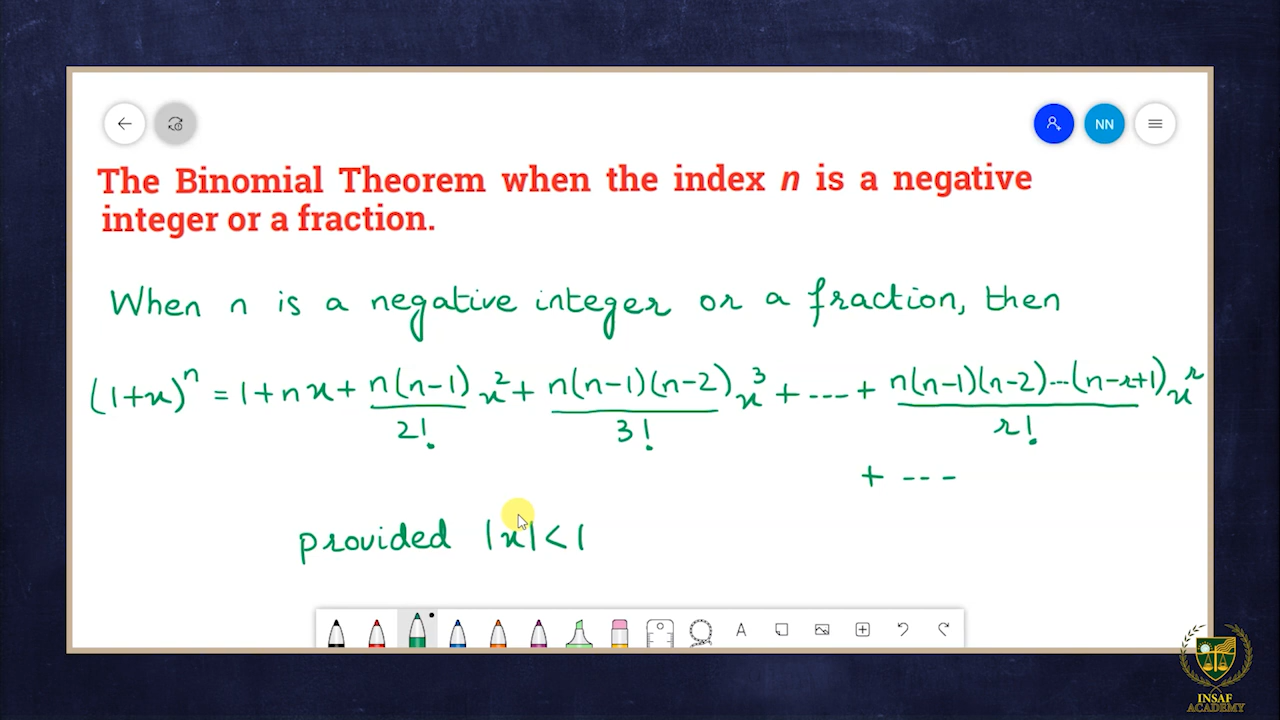 NN
The Binomial Theorem when the index n is a negative
integer or a fraction.
When n is a negative integer or a fraction, then
(1+x)^n = 1 + nx + n(n-1)/2! x^2 + n(n-1)(n-2)/3! x^3 + --- + n(n-1)(n-2)---(n-r+1)/r! x^r
+ ---
provided |x| < 1
A
INSAF
ACADEMY